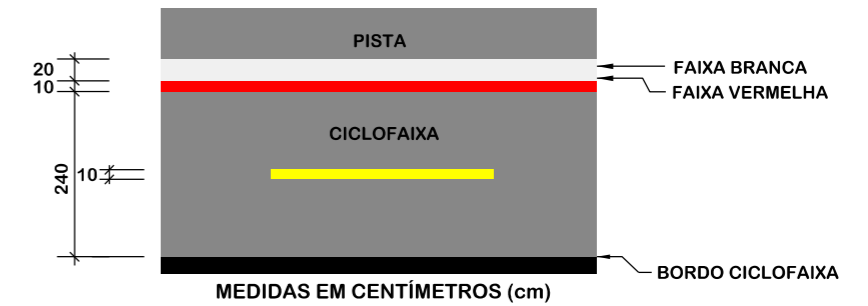 PISTA
20
FAIXA BRANCA
10
FAIXA VERMELHA
CICLOFAIXA
240
10
BORDO CICLOFAIXA
MEDIDAS EM CENTÍMETROS (cm)